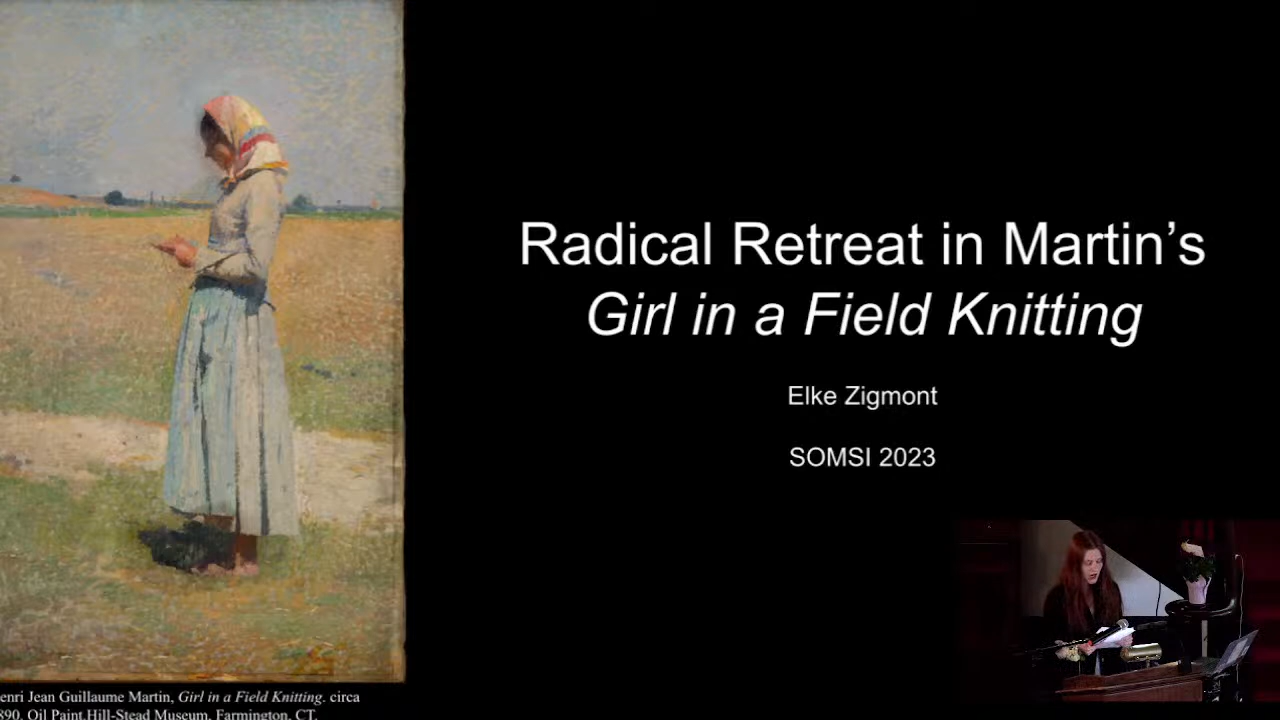 Radical Retreat in Martin’s
Girl in a Field Knitting
Elke Zigmont
SOMSI 2023
enri Jean Guillaume Martin, Girl in a Field Knitting. circa
890. Oil Paint.Hill-Stead Museum, Farmington, CT.